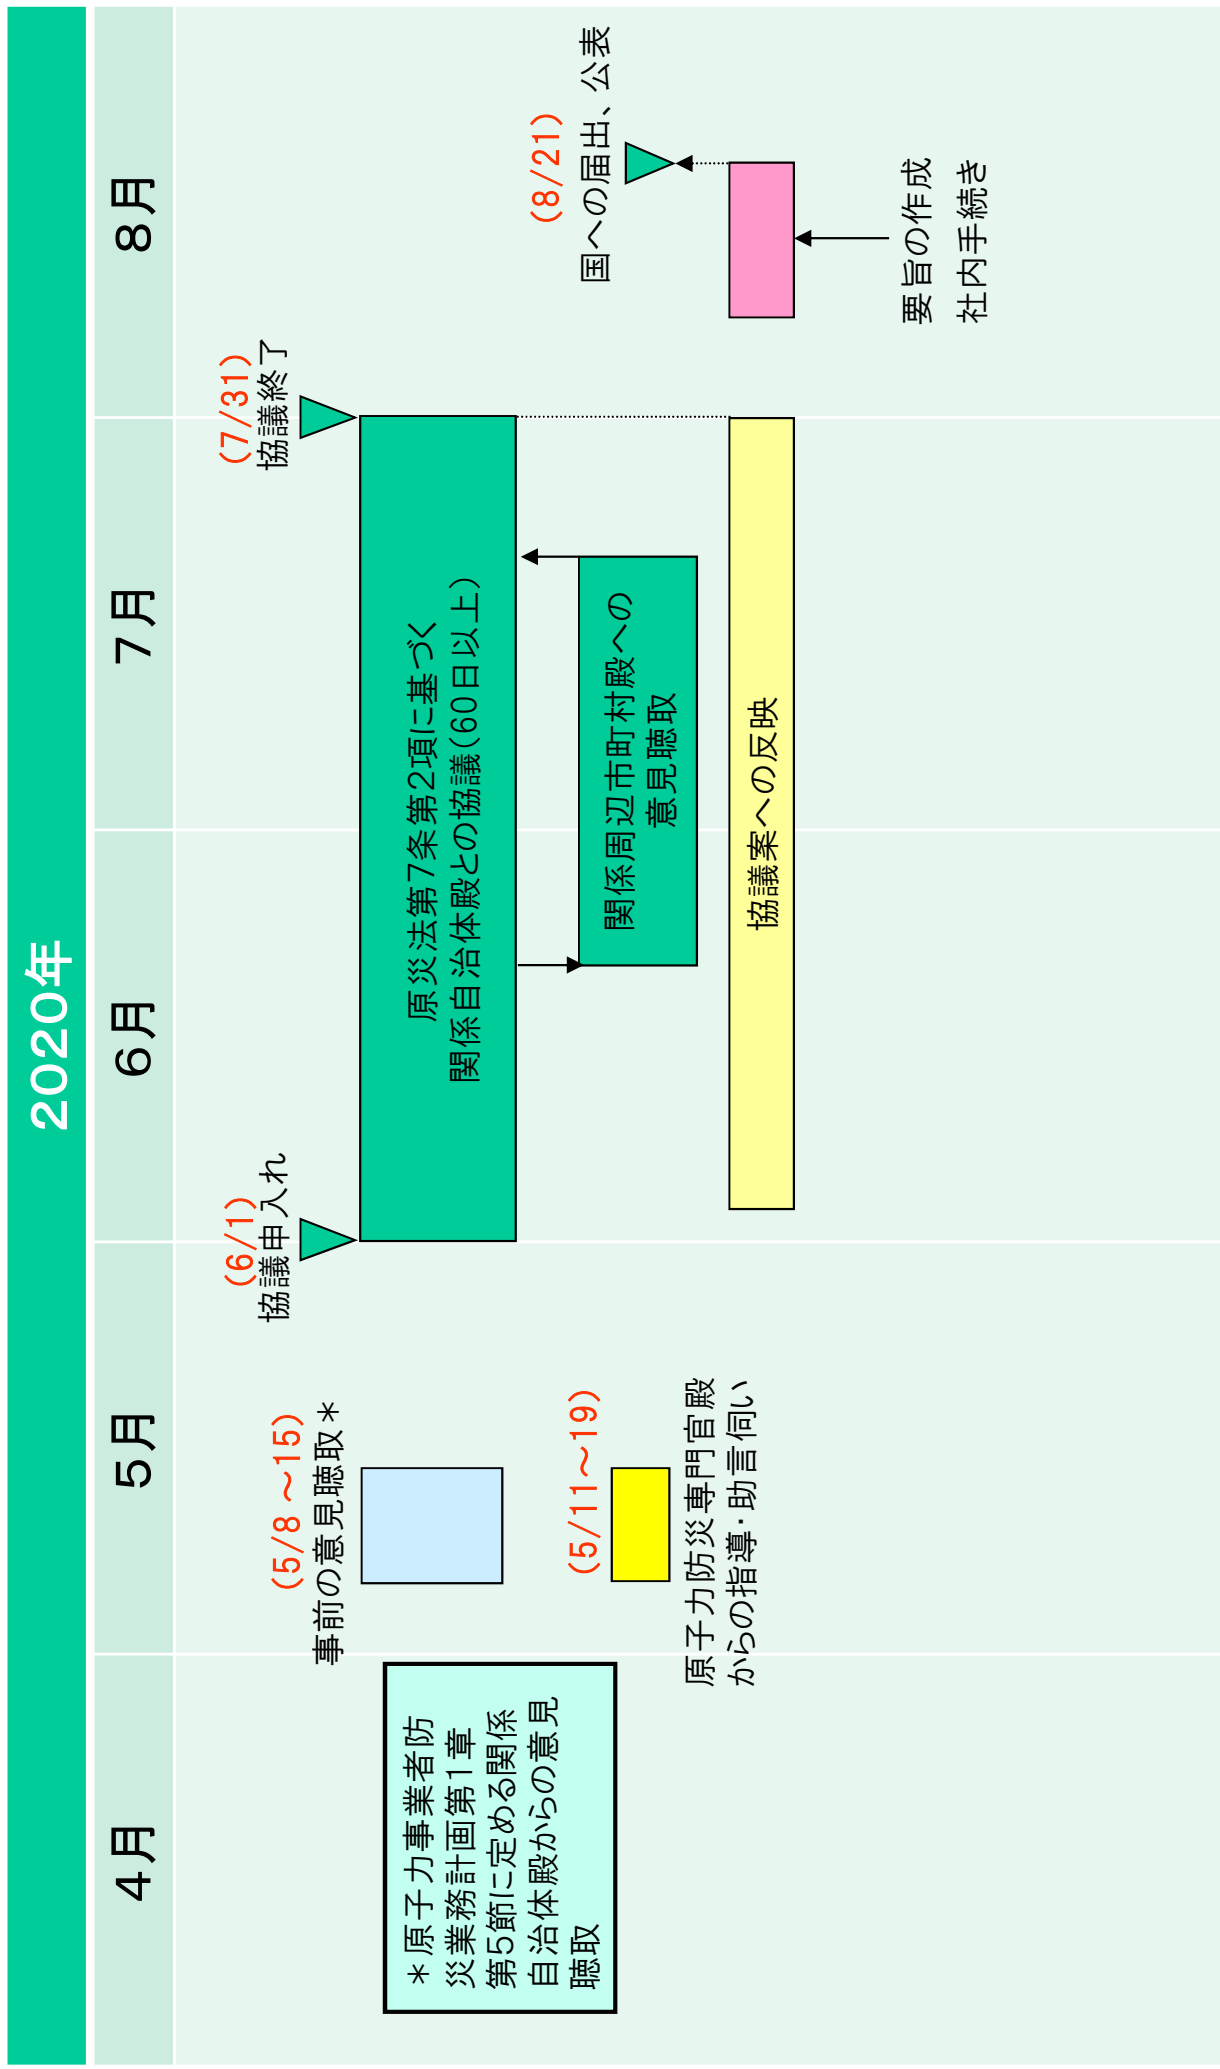 2020年
4月
5月
6月
7月
8月
(6/1)
協議申入れ
(7/31)
協議終了
(5/8 ～15)
事前の意見聴取＊
原災法第7条第2項に基づく
関係自治体殿との協議(60日以上)
(8/21)
国への届出、公表
＊原子力事業者防
災業務計画第1章
第5節に定める関係
自治体殿からの意見
聴取
(5/11～19)
原子力防災専門官殿
からの指導・助言伺い
関係周辺市町村殿への
意見聴取
協議案への反映
要旨の作成
社内手続き